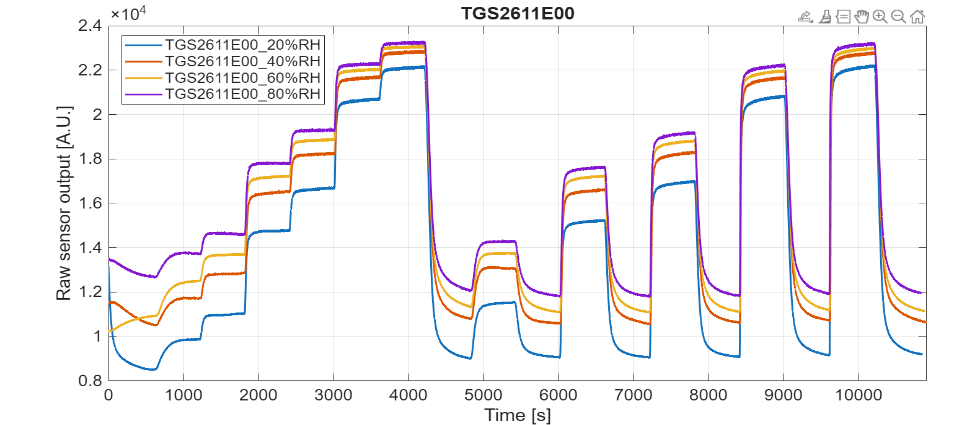 TGS2611E00
×10⁴
2.4
2.2
2
1.8
1.6
1.4
1.2
1
0.8
Raw sensor output [A.U.]
TGS2611E00_20%RH
TGS2611E00_40%RH
TGS2611E00_60%RH
TGS2611E00_80%RH
0 1000 2000 3000 4000 5000 6000 7000 8000 9000 10000
Time [s]